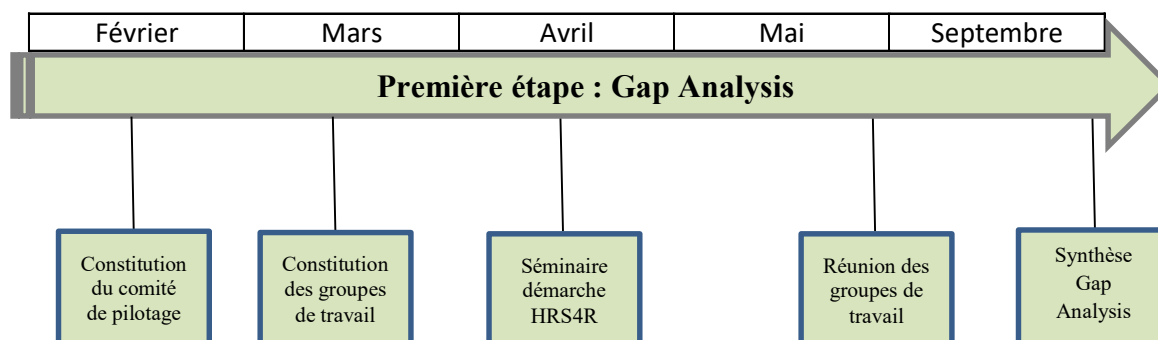 Février Mars Avril Mai Septembre
Première étape : Gap Analysis
Constitution
du comité
de pilotage
Constitution
des groupes
de travail
Séminaire
démarche
HRS4R
Réunion des
groupes de
travail
Synthèse
Gap
Analysis